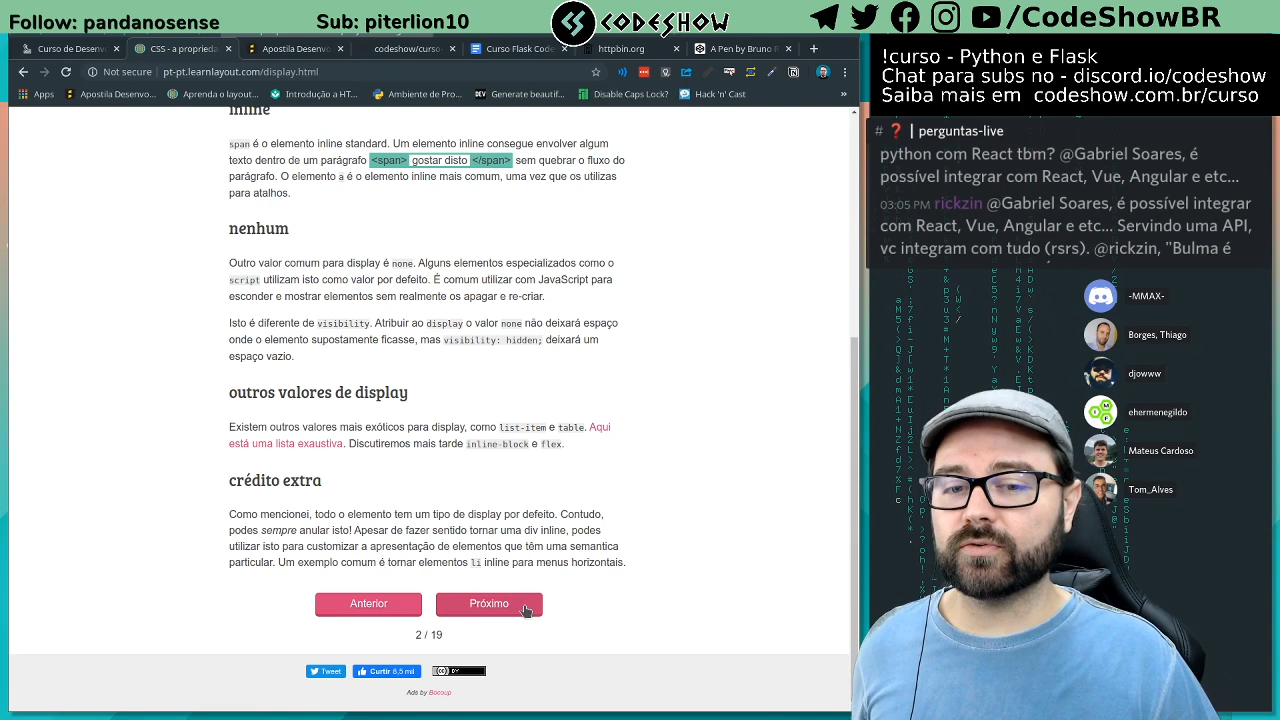 Follow: pandanosense
Sub: piterlion10
CODESHOW
/CodeShowBR
Curso de Desenv
CSS - a propriedad
Apostila Desenvo
codeshow/curso-
Curso Flask Code
httpbin.org
A Pen by Bruno R
Not secure
pt-pt.learnlayout.com/display.html
Apps
Apostila Desenvo...
Aprenda o layout...
Introdução a HT...
Ambiente de Pro...
DEV
Generate beautif...
Disable Caps Lock?
Hack 'n' Cast
»
inline
span é o elemento inline standard. Um elemento inline consegue envolver algum
texto dentro de um parágrafo <span> gostar disto </span> sem quebrar o fluxo do
parágrafo. O elemento a é o elemento inline mais comum, uma vez que os utilizas
para atalhos.
nenhum
Outro valor comum para display é none. Alguns elementos especializados como o
script utilizam isto como valor por defeito. É comum utilizar com JavaScript para
esconder e mostrar elementos sem realmente os apagar e re-criar.
Isto é diferente de visibility. Atribuir ao display o valor none não deixará espaço
onde o elemento supostamente ficasse, mas visibility: hidden; deixará um
espaço vazio.
outros valores de display
Existem outros valores mais exóticos para display, como list-item e table. Aqui
está uma lista exaustiva. Discutiremos mais tarde inline-block e flex.
crédito extra
Como mencionei, todo o elemento tem um tipo de display por defeito. Contudo,
podes sempre anular isto! Apesar de fazer sentido tornar uma div inline, podes
utilizar isto para customizar a apresentação de elementos que têm uma semantica
particular. Um exemplo comum é tornar elementos li inline para menus horizontais.
Anterior
Próximo
2 / 19
Tweet
Curtir 8,5 mil
BY
Ads by Bocoup
!curso - Python e Flask
Chat para subs no - discord.io/codeshow
Saiba mais em codeshow.com.br/curso
# ❓ | perguntas-live
python com React tbm? @Gabriel Soares, é
possível integrar com React, Vue, Angular e etc...
03:05 PM rickzin @Gabriel Soares, é possível integrar
com React, Vue, Angular e etc... Servindo uma API,
vc integram com tudo (rsrs). @rickzin, "Bulma é
-MMAX-
Borges, Thiago
djowww
ehermenegildo
Mateus Cardoso
Tom_Alves